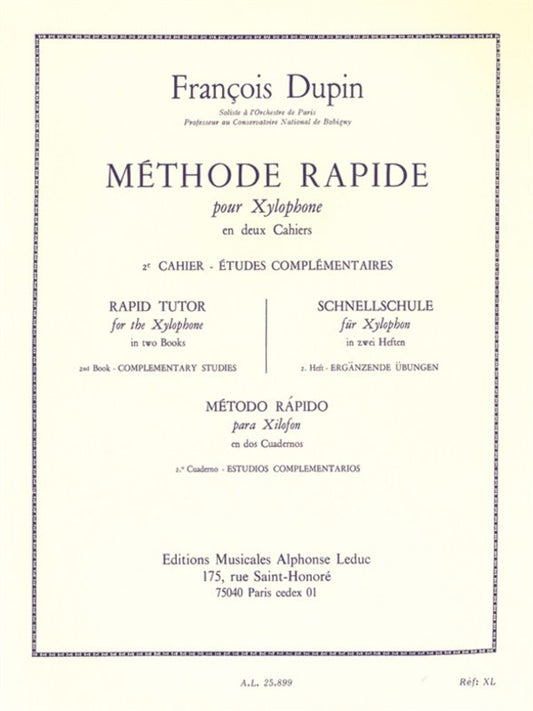 François Dupin
Soliste à l'Orchestre de Paris
Professeur au Conservatoire National de Bobigny
MÉTHODE RAPIDE
pour Xylophone
en deux Cahiers
2e CAHIER - ÉTUDES COMPLÉMENTAIRES
RAPID TUTOR
for the Xylophone
in two Books
2nd Book - COMPLEMENTARY STUDIES
SCHNELLSCHULE
für Xylophon
in zwei Heften
2. Heft - ERGÄNZENDE ÜBUNGEN
MÉTODO RÁPIDO
para Xilofon
en dos Cuadernos
2.º Cuaderno - ESTUDIOS COMPLEMENTARIOS
Editions Musicales Alphonse Leduc
175, rue Saint-Honoré
75040 Paris cedex 01
A.L. 25.899
Réf: XL